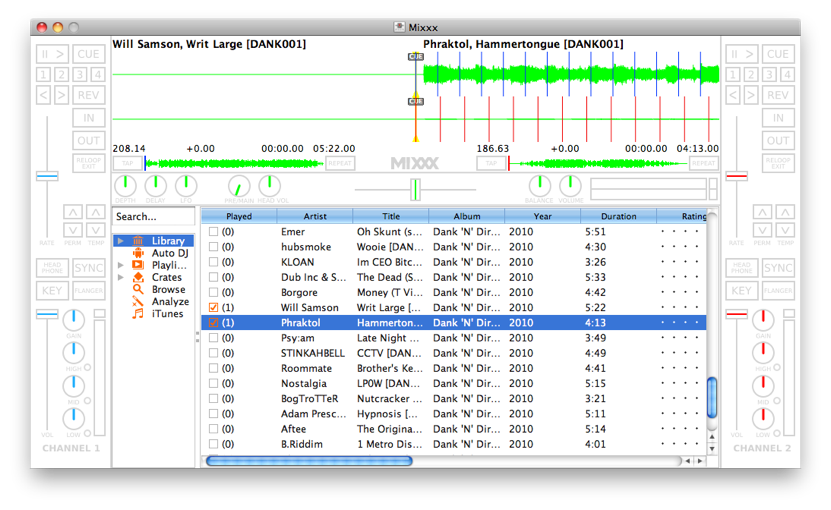 Mixxx
Will Samson, Writ Large [DANK001] Phraktol, Hammertongue [DANK001]
CUE
CUE
208.14 +0.00 00:00.00 05:22.00 186.63 +0.00 00:00.00 04:13.00
TAP REPEAT MIXXX TAP REPEAT
DEPTH DELAY LFO PRE/MAIN HEAD VOL BALANCE VOLUME
II > CUE
1 2 3 4
< > REV
IN
OUT
RELOOP
EXIT
RATE PERM TEMP
HEAD
PHONE SYNC
KEY FLANGER
GAIN
HIGH
MID
VOL LOW
CHANNEL 1
Search...
Library
Auto DJ
Playli...
Crates
Browse
Analyze
iTunes
Played Artist Title Album Year Duration Rating
(0) Emer Oh Skunt (s... Dank 'N' Dir... 2010 5:51
(0) hubsmoke Wooie [DAN... Dank 'N' Dir... 2010 4:30
(0) KLOAN Im CEO Bitc... Dank 'N' Dir... 2010 3:26
(0) Dub Inc & S... The Dead (S... Dank 'N' Dir... 2010 5:33
(0) Borgore Money (T Vi... Dank 'N' Dir... 2010 4:42
(1) Will Samson Writ Large [... Dank 'N' Dir... 2010 5:22
(1) Phraktol Hammerton... Dank 'N' Dir... 2010 4:13
(0) Psy:am Late Night ... Dank 'N' Dir... 2010 3:49
(0) STINKAHBELL CCTV [DAN... Dank 'N' Dir... 2010 4:49
(0) Roommate Brother's Ke... Dank 'N' Dir... 2010 4:41
(0) Nostalgia LP0W [DAN... Dank 'N' Dir... 2010 5:15
(0) BogTroTTeR Nutcracker ... Dank 'N' Dir... 2010 3:21
(0) Adam Presc... Hypnosis [... Dank 'N' Dir... 2010 5:11
(0) Aftee The Origina... Dank 'N' Dir... 2010 5:14
(0) B.Riddim 1 Metro Dis... Dank 'N' Dir... 2010 4:01
II > CUE
1 2 3 4
< > REV
IN
OUT
RELOOP
EXIT
RATE PERM TEMP
HEAD
PHONE SYNC
KEY FLANGER
GAIN
HIGH
MID
VOL LOW
CHANNEL 2